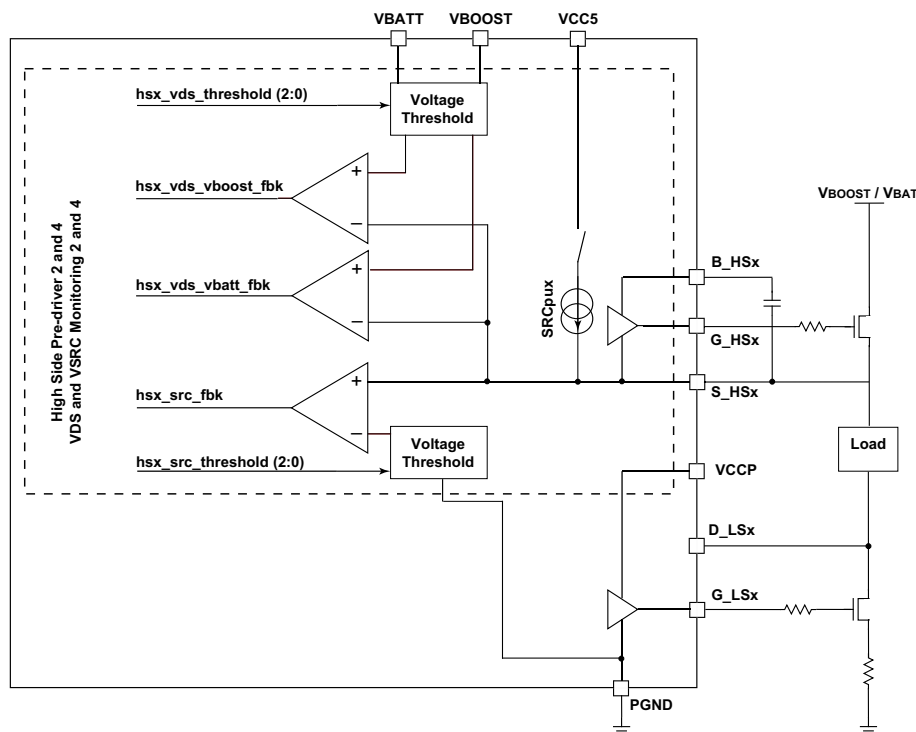 VBATT
VBOOST
VCC5
hsx_vds_threshold (2:0)
Voltage
Threshold
+
hsx_vds_vboost_fbk
–
VBOOST / VBAT
High Side Pre-driver 2 and 4
VDS and VSRC Monitoring 2 and 4
+
hsx_vds_vbatt_fbk
–
SRCpux
B_HSx
G_HSx
S_HSx
+
hsx_src_fbk
–
hsx_src_threshold (2:0)
Voltage
Threshold
Load
VCCP
D_LSx
G_LSx
PGND